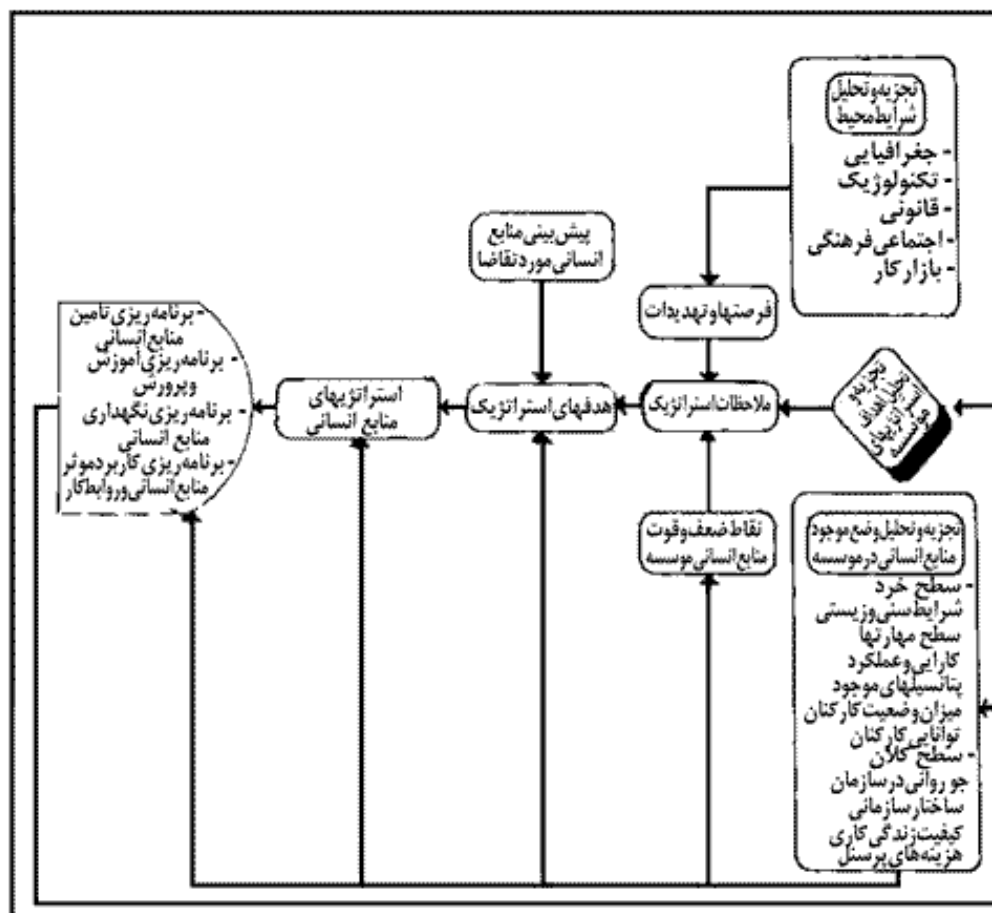 تجزیه و تحلیل
شرایط محیط
- جغرافیایی
- تکنولوژیک
- قانونی
- اجتماعی فرهنگی
- بازار کار
فرصتها و تهدیدات
پیش بینی منابع
انسانی مورد تقاضا
ملاحظات استراتژیک
هدفهای استراتژیک
استراتژیهای
منابع انسانی
- برنامه ریزی تامین
منابع انسانی
- برنامه ریزی آموزش
وپرورش
- برنامه ریزی نگهداری
منابع انسانی
- برنامه ریزی کاربرد موثر
منابع انسانی و روابط کار
موسسه
نقاط ضعف و قوت
منابع انسانی موسسه
تجزیه و تحلیل وضع موجود
منابع انسانی در موسسه
- سطح خرد
شرایط سنی و زیستی
سطح مهارتها
کارایی و عملکرد
پتانسیلهای موجود
میزان وضعیت کارکنان
توانایی کارکنان
- سطح کلان
جو روانی در سازمان
ساختار سازمانی
کیفیت زندگی کاری
هزینه های پرسنل